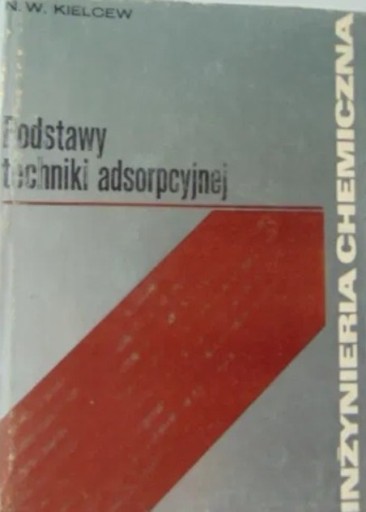 N. W. KIELCEW
Podstawy
techniki adsorpcyjnej
INŻYNIERIA CHEMICZNA